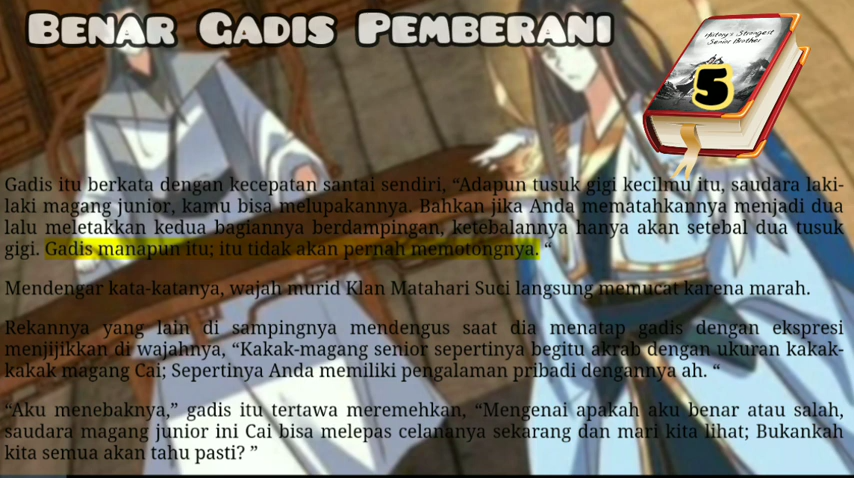 BENAR GADIS PEMBERANI
History's Strongest
Senior Brother
5
Gadis itu berkata dengan kecepatan santai sendiri, “Adapun tusuk gigi kecilmu itu, saudara laki-
laki magang junior, kamu bisa melupakannya. Bahkan jika Anda mematahkannya menjadi dua
lalu meletakkan kedua bagiannya berdampingan, ketebalannya hanya akan setebal dua tusuk
gigi. Gadis manapun itu; itu tidak akan pernah memotongnya. “
Mendengar kata-katanya, wajah murid Klan Matahari Suci langsung memucat karena marah.
Rekannya yang lain di sampingnya mendengus saat dia menatap gadis dengan ekspresi
menjijikkan di wajahnya, “Kakak-magang senior sepertinya begitu akrab dengan ukuran kakak-
kakak magang Cai; Sepertinya Anda memiliki pengalaman pribadi dengannya ah. “
“Aku menebaknya,” gadis itu tertawa meremehkan, “Mengenai apakah aku benar atau salah,
saudara magang junior ini Cai bisa melepas celananya sekarang dan mari kita lihat; Bukankah
kita semua akan tahu pasti? ”